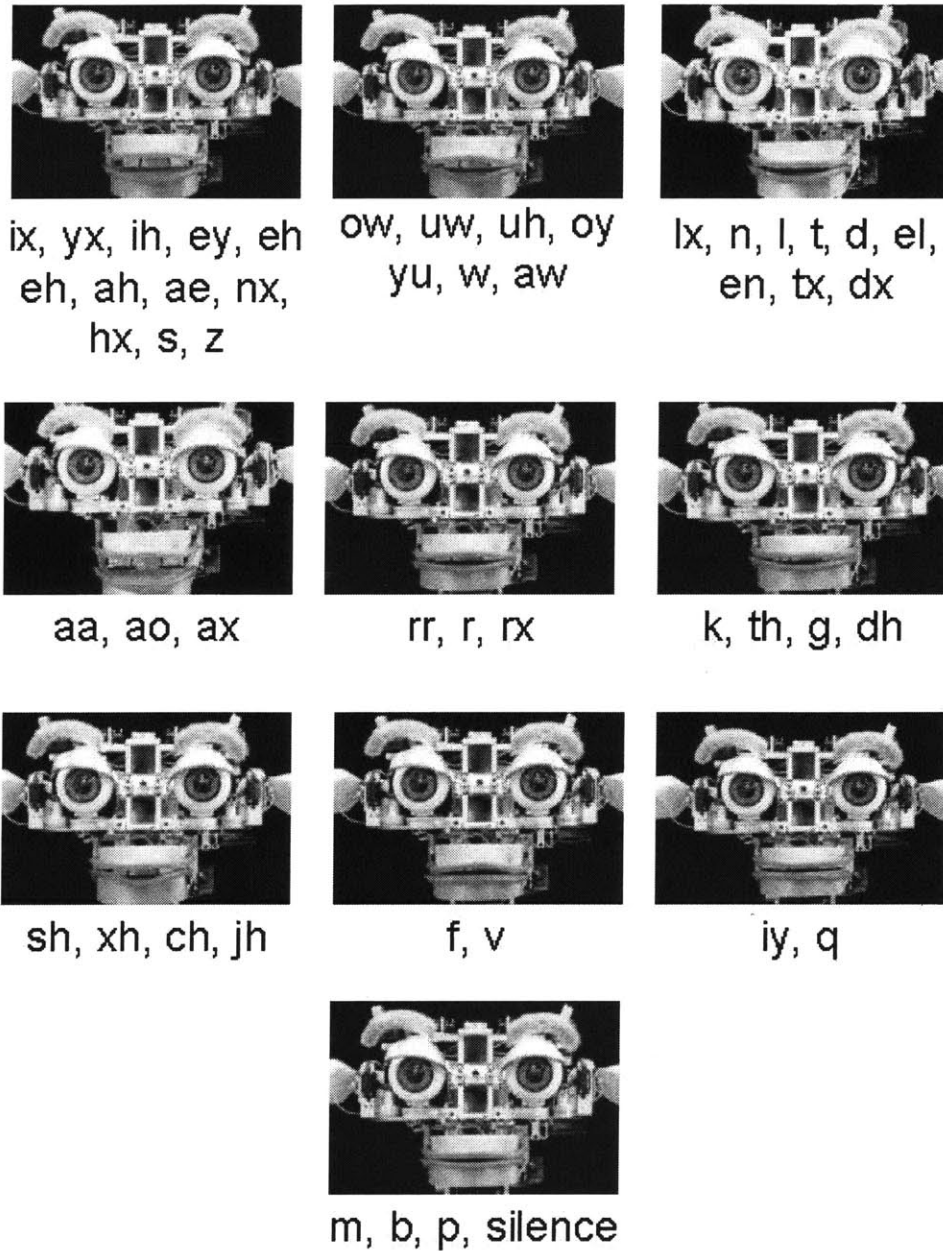 ix, yx, ih, ey, eh
eh, ah, ae, nx,
hx, s, z
ow, uw, uh, oy
yu, w, aw
lx, n, l, t, d, el,
en, tx, dx
aa, ao, ax
rr, r, rx
k, th, g, dh
sh, xh, ch, jh
f, v
iy, q
m, b, p, silence